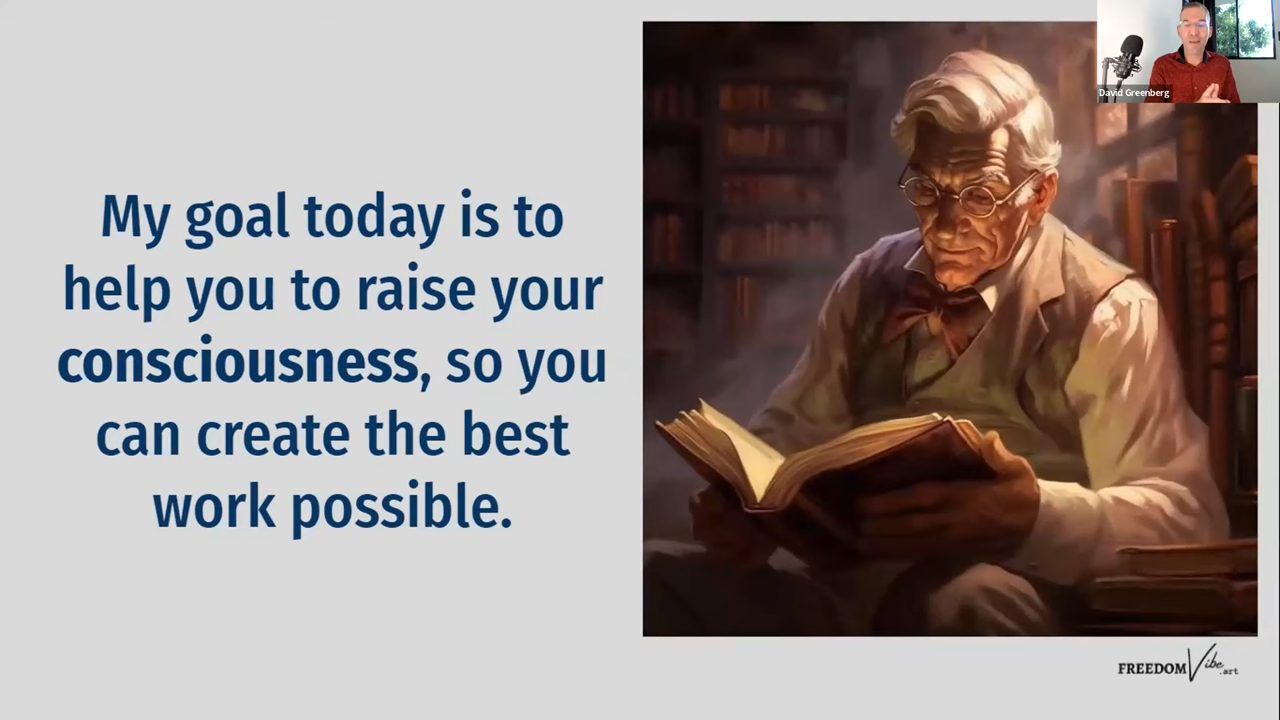 My goal today is to
help you to raise your
consciousness, so you
can create the best
work possible.
David Greenberg
FREEDOM Vibe .art